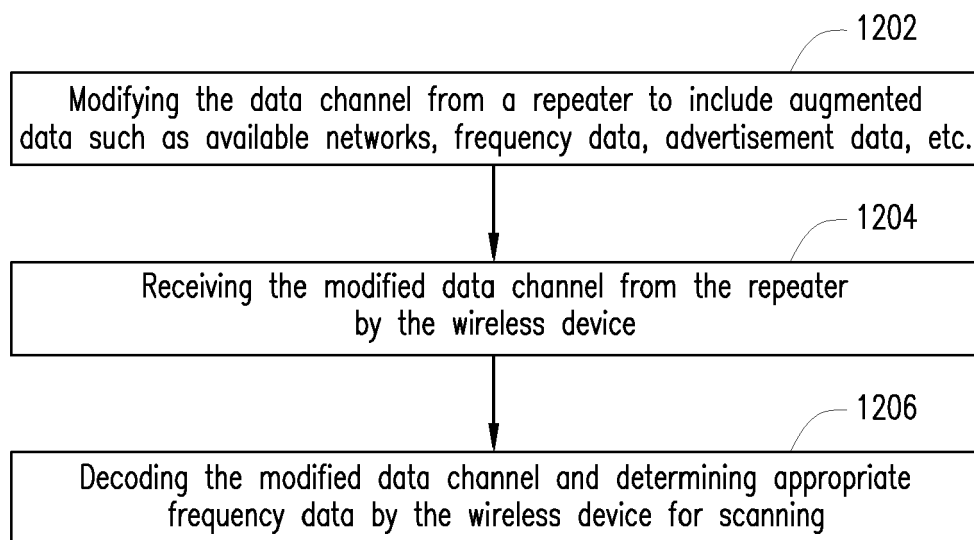 1202
Modifying the data channel from a repeater to include augmented
data such as available networks, frequency data, advertisement data, etc.
1204
Receiving the modified data channel from the repeater
by the wireless device
1206
Decoding the modified data channel and determining appropriate
frequency data by the wireless device for scanning